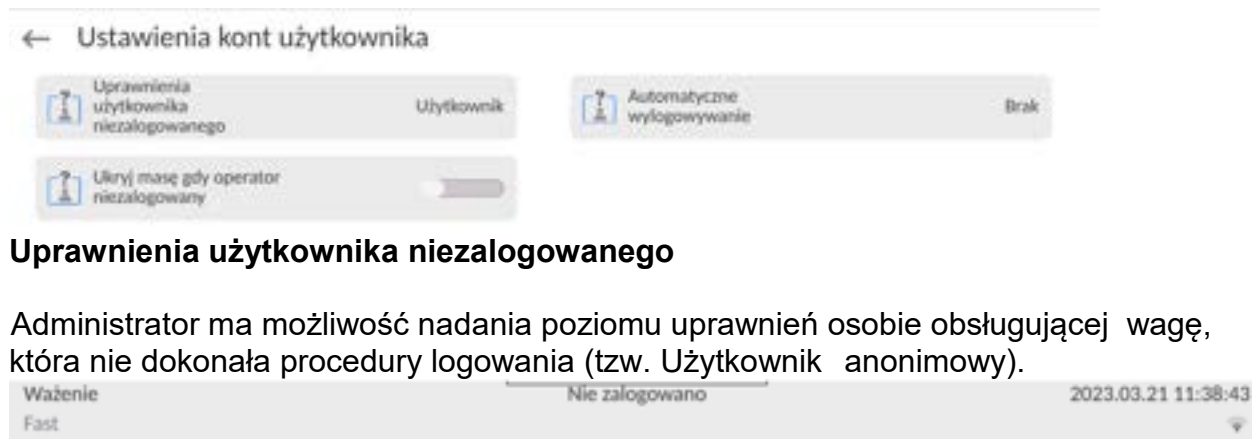 ← Ustawienia kont użytkownika
Uprawnienia
użytkownika
niezalogowanego
Użytkownik
Automatyczne
wylogowywanie
Brak
Ukryj masę gdy operator
niezalogowany
Uprawnienia użytkownika niezalogowanego
Administrator ma możliwość nadania poziomu uprawnień osobie obsługującej wagę,
która nie dokonała procedury logowania (tzw. Użytkownik anonimowy).
Ważenie Nie zalogowano 2023.03.21 11:38:43
Fast